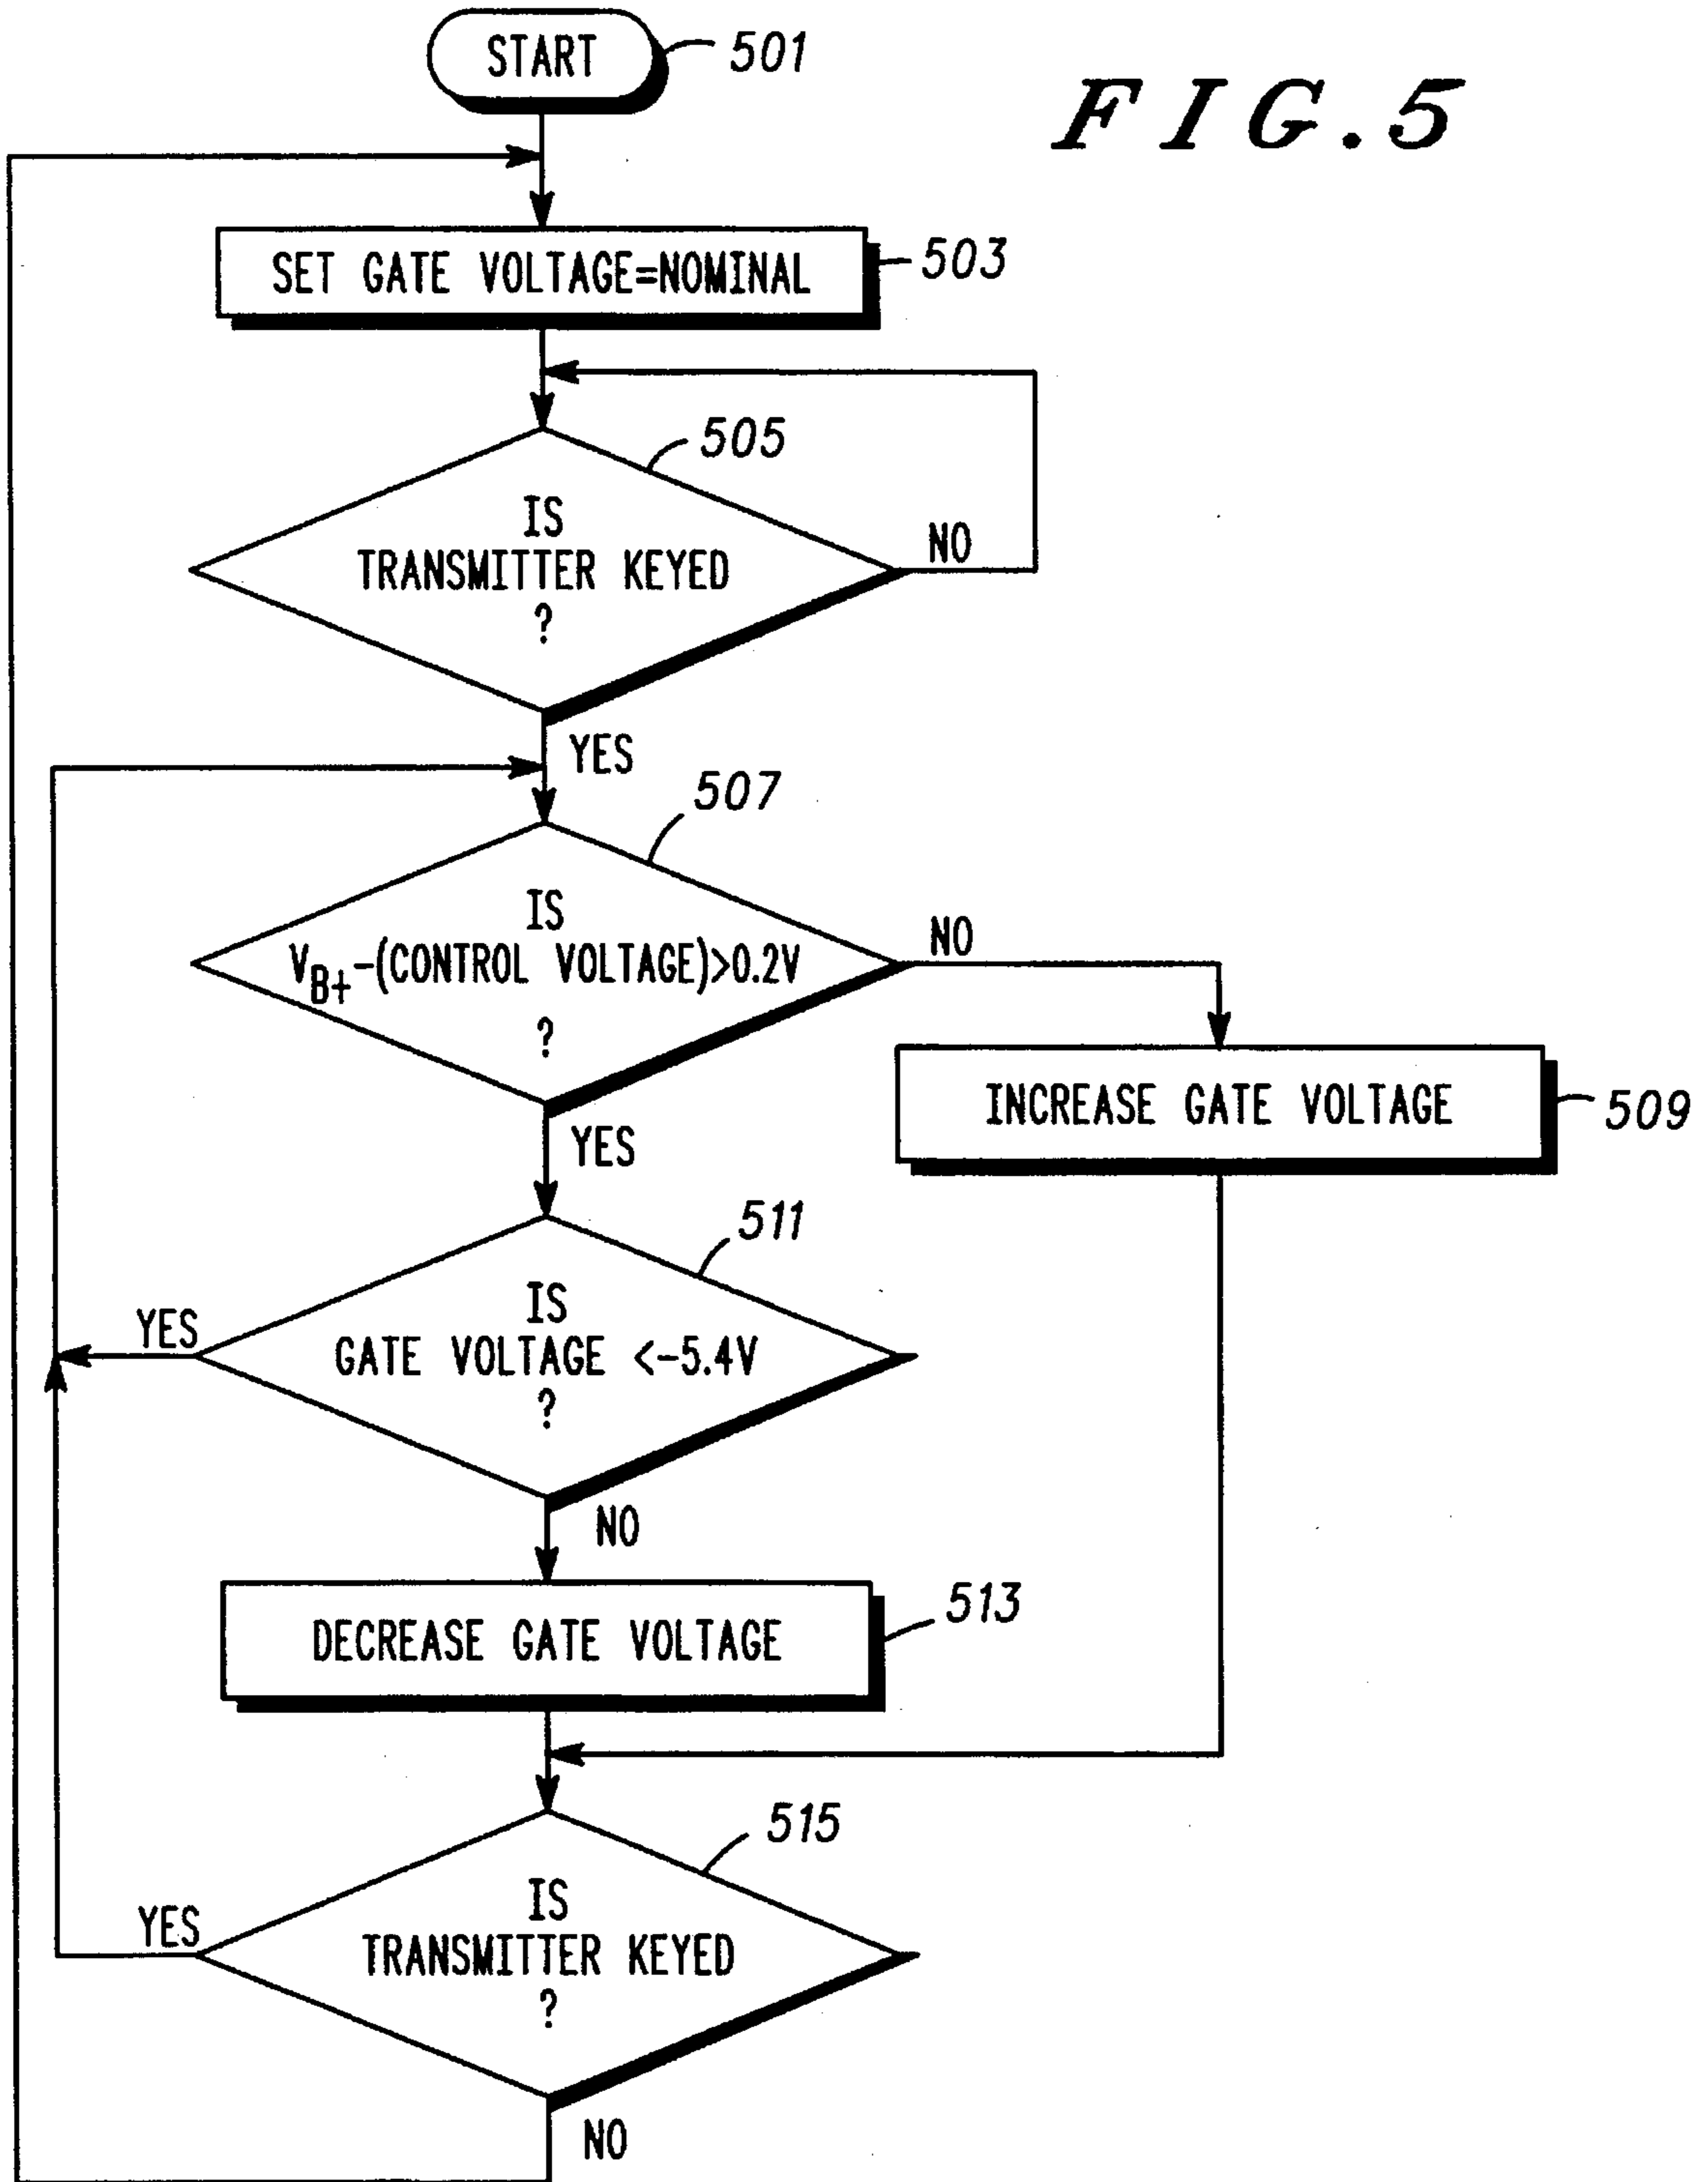 START
501
FIG.5
SET GATE VOLTAGE=NOMINAL
503
505
IS
TRANSMITTER KEYED
?
NO
YES
507
IS
VB+-(CONTROL VOLTAGE)>0.2V
?
NO
INCREASE GATE VOLTAGE
509
YES
511
IS
GATE VOLTAGE <-5.4V
?
YES
NO
DECREASE GATE VOLTAGE
513
515
IS
TRANSMITTER KEYED
?
YES
NO